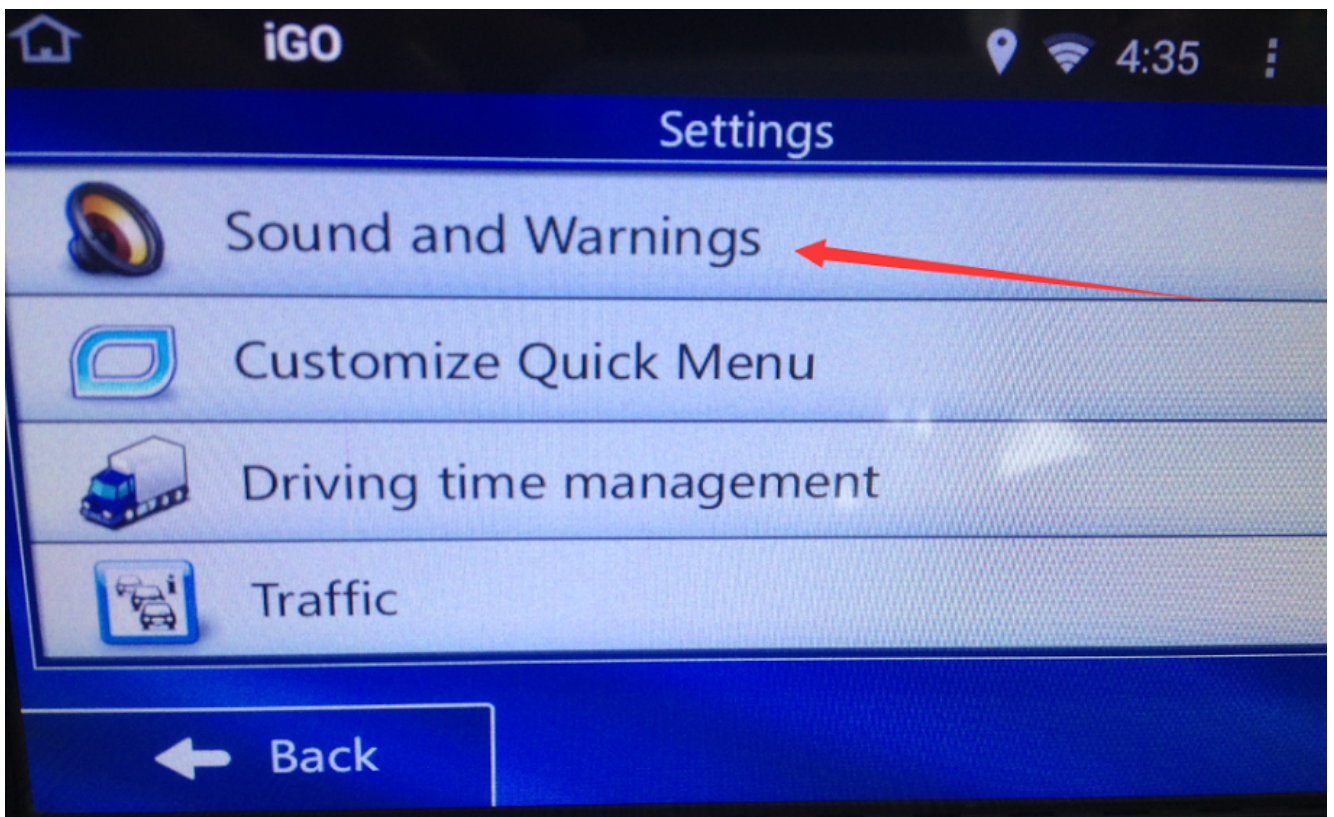 iGO 4:35
Settings
Sound and Warnings
Customize Quick Menu
Driving time management
Traffic
Back